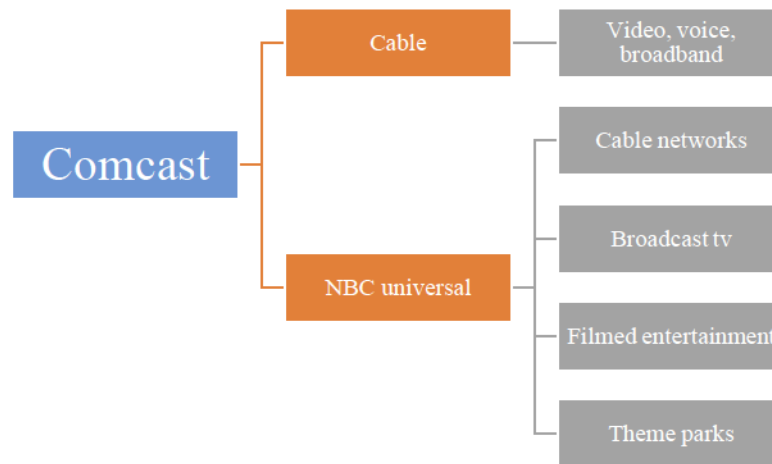 Comcast
Cable
Video, voice,
broadband
NBC universal
Cable networks
Broadcast tv
Filmed entertainment
Theme parks